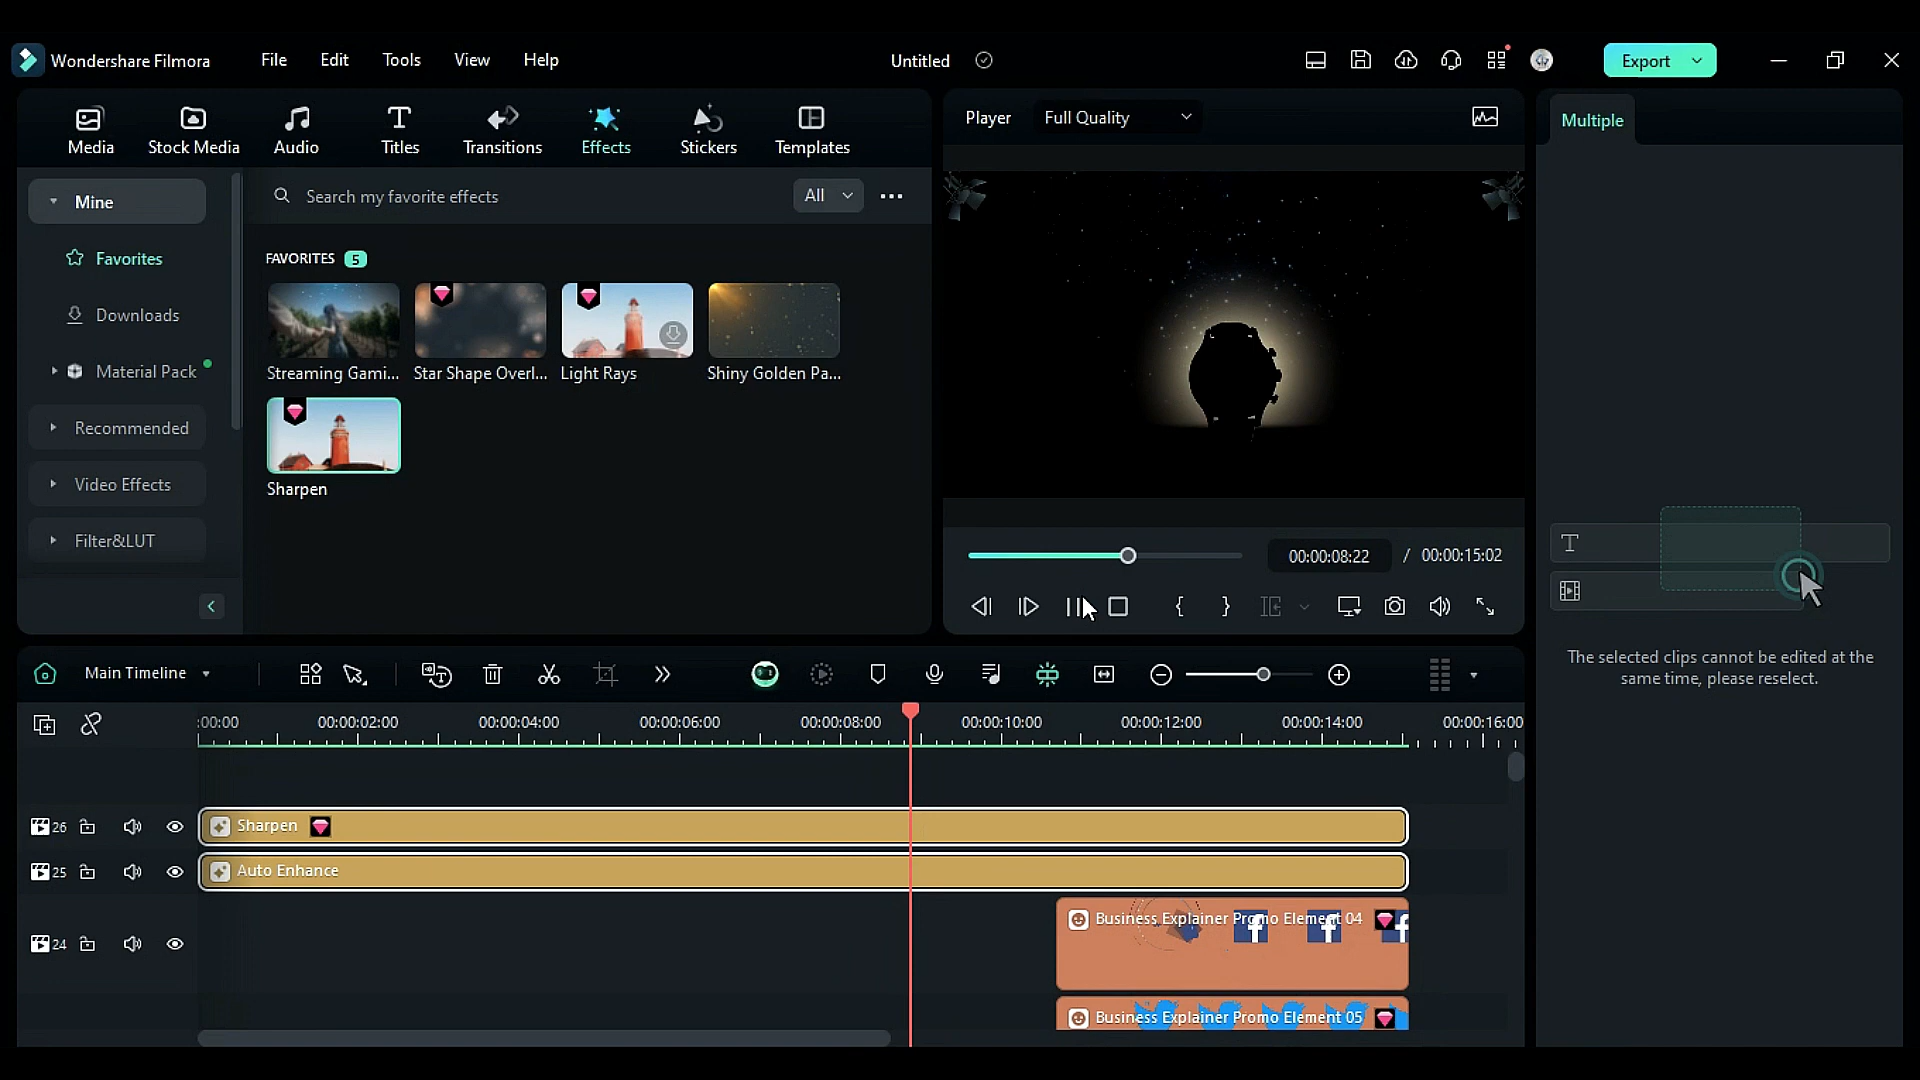 Wondershare Filmora
File
Edit
Tools
View
Help
Untitled
Export
Media
Stock Media
Audio
Titles
Transitions
Effects
Stickers
Templates
Player
Full Quality
Multiple
Mine
Favorites
Downloads
Material Pack
Recommended
Video Effects
Filter&LUT
Search my favorite effects
All
FAVORITES 5
Streaming Gami...
Star Shape Overl...
Light Rays
Shiny Golden Pa...
Sharpen
00:00:08:22 / 00:00:15:02
The selected clips cannot be edited at the
same time, please reselect.
Main Timeline
:00:00
00:00:02:00
00:00:04:00
00:00:06:00
00:00:08:00
00:00:10:00
00:00:12:00
00:00:14:00
00:00:16:00
26
Sharpen
25
Auto Enhance
24
Business Explainer Promo Element 04
Business Explainer Promo Element 05